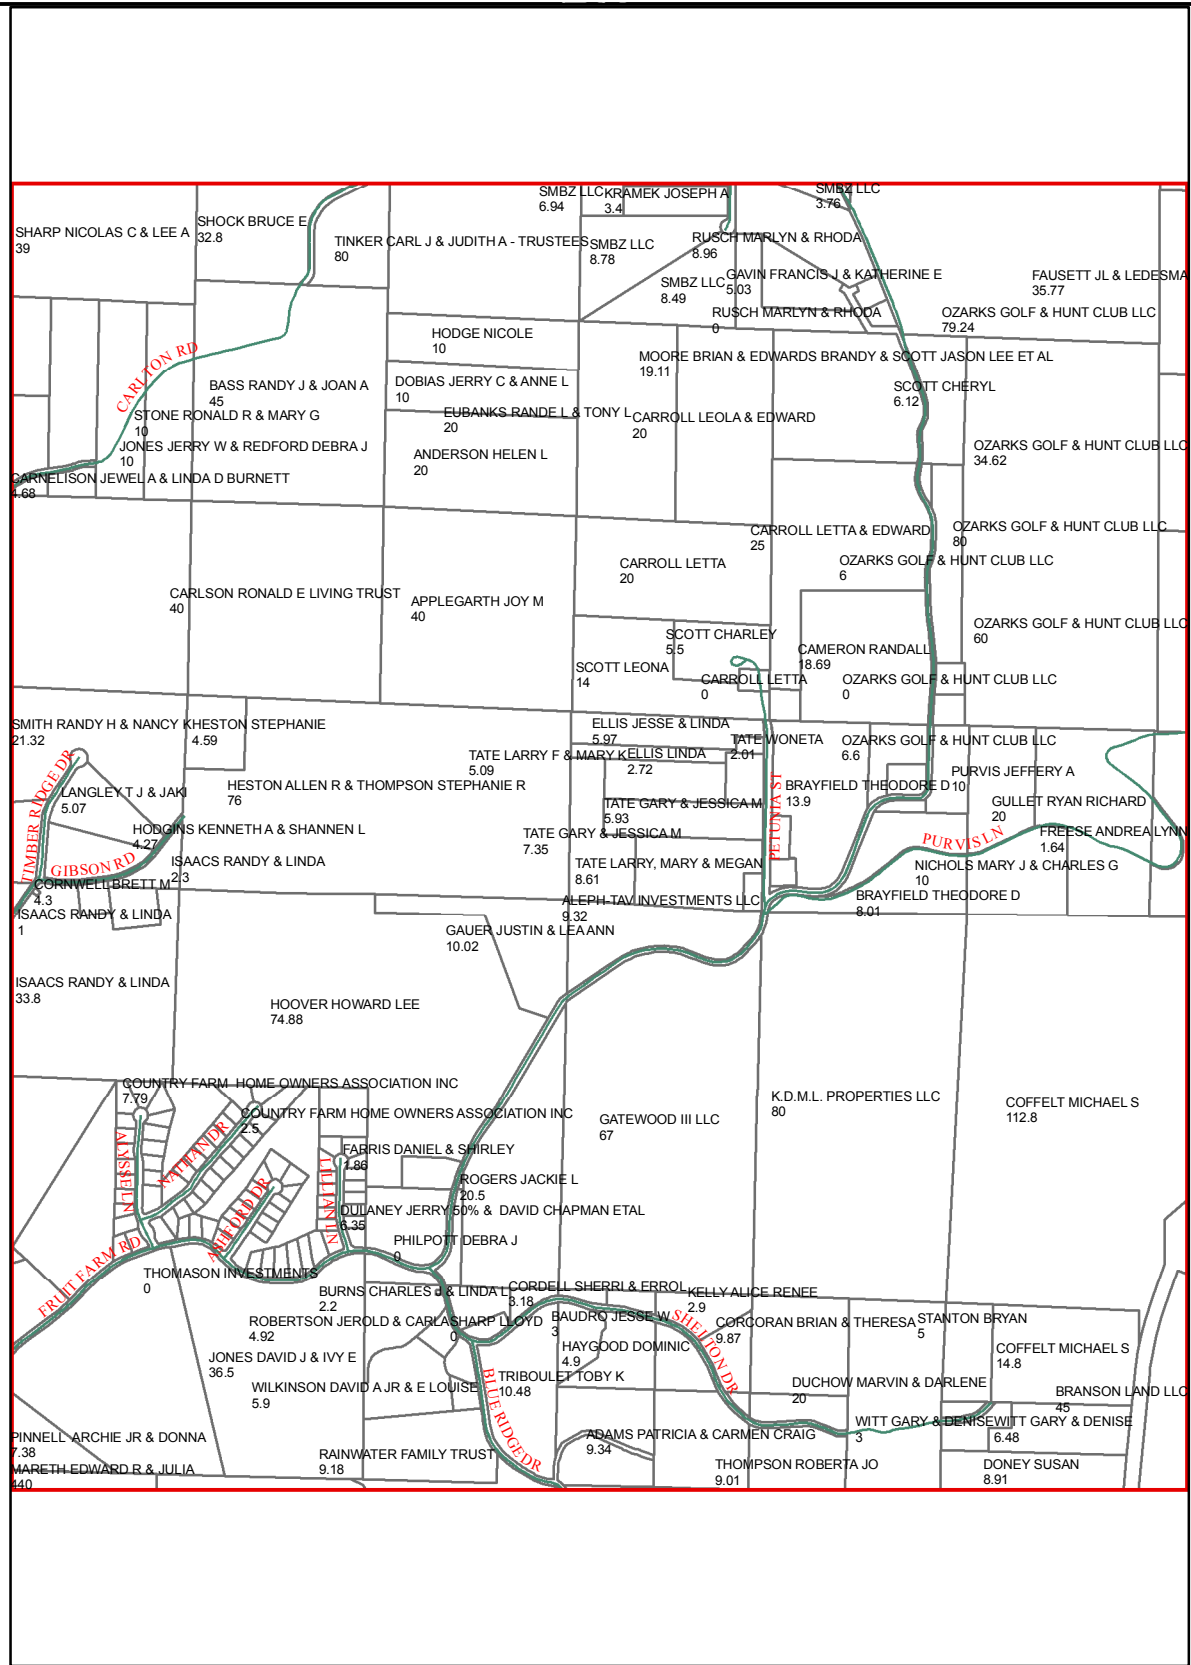 SMBZ LLC
6.94
KRAMEK JOSEPH A
3.4
SMBZ LLC
3.76
SHARP NICOLAS C & LEE A
39
SHOCK BRUCE E
32.8
TINKER CARL J & JUDITH A - TRUSTEES
80
SMBZ LLC
8.78
RUSCH MARLYN & RHODA
8.96
SMBZ LLC
8.49
GAVIN FRANCIS J & KATHERINE E
5.03
FAUSETT JL & LEDESMA
35.77
RUSCH MARLYN & RHODA
0
OZARKS GOLF & HUNT CLUB LLC
79.24
HODGE NICOLE
10
CARLTON RD
MOORE BRIAN & EDWARDS BRANDY & SCOTT JASON LEE ET AL
19.11
BASS RANDY J & JOAN A
45
DOBIAS JERRY C & ANNE L
10
SCOTT CHERYL
6.12
STONE RONALD R & MARY G
10
EUBANKS RANDE L & TONY L
20
CARROLL LEOLA & EDWARD
20
JONES JERRY W & REDFORD DEBRA J
10
ANDERSON HELEN L
20
OZARKS GOLF & HUNT CLUB LLC
34.62
CARNELISON JEWEL A & LINDA D BURNETT
4.68
CARROLL LETTA & EDWARD
25
OZARKS GOLF & HUNT CLUB LLC
80
CARROLL LETTA
20
OZARKS GOLF & HUNT CLUB LLC
6
CARLSON RONALD E LIVING TRUST
40
APPLEGARTH JOY M
40
SCOTT CHARLEY
5.5
OZARKS GOLF & HUNT CLUB LLC
60
CAMERON RANDALL
18.69
SCOTT LEONA
14
CARROLL LETTA
0
OZARKS GOLF & HUNT CLUB LLC
0
SMITH RANDY H & NANCY K
21.32
HESTON STEPHANIE
4.59
ELLIS JESSE & LINDA
5.97
TATE WONETA
2.01
OZARKS GOLF & HUNT CLUB LLC
6.6
TATE LARRY F & MARY K
5.09
ELLIS LINDA
2.72
TIMBER RIDGE DR
LANGLEY T J & JAKI
5.07
HESTON ALLEN R & THOMPSON STEPHANIE R
76
PETUNIA ST
BRAYFIELD THEODORE D
13.9
PURVIS JEFFERY A
10
TATE GARY & JESSICA M
5.93
GULLET RYAN RICHARD
20
HODGINS KENNETH A & SHANNEN L
4.27
TATE GARY & JESSICA M
7.35
PURVIS LN
FREESE ANDREA LYNN
1.64
GIBSON RD
ISAACS RANDY & LINDA
2.3
TATE LARRY, MARY & MEGAN
8.61
NICHOLS MARY J & CHARLES G
10
CORNWELL BRETT M
4.3
ALEPH-TAV INVESTMENTS LLC
9.32
BRAYFIELD THEODORE D
8.01
ISAACS RANDY & LINDA
1
GAUER JUSTIN & LEA ANN
10.02
ISAACS RANDY & LINDA
33.8
HOOVER HOWARD LEE
74.88
COUNTRY FARM HOME OWNERS ASSOCIATION INC
7.79
COUNTRY FARM HOME OWNERS ASSOCIATION INC
2.5
GATEWOOD III LLC
67
K.D.M.L. PROPERTIES LLC
80
COFFELT MICHAEL S
112.8
ALYSSE LN
NATHAN DR
ASHFORD DR
LILLIAN LN
FARRIS DANIEL & SHIRLEY
1.86
ROGERS JACKIE L
20.5
DULANEY JERRY 50% & DAVID CHAPMAN ETAL
6.35
PHILPOTT DEBRA J
0
FRUIT FARM RD
THOMASON INVESTMENTS
0
BURNS CHARLES J & LINDA L
2.2
CORDELL SHERRI & ERROL
3.18
KELLY ALICE RENEE
2.9
ROBERTSON JEROLD & CARLA
4.92
SHARP LLOYD
0
BAUDRO JESSE W
3
SHELTON DR
CORCORAN BRIAN & THERESA
9.87
STANTON BRYAN
5
JONES DAVID J & IVY E
36.5
HAYGOOD DOMINIC
4.9
COFFELT MICHAEL S
14.8
WILKINSON DAVID A JR & E LOUISE
5.9
BLUE RIDGE DR
TRIBOULET TOBY K
10.48
DUCHOW MARVIN & DARLENE
20
BRANSON LAND LLC
45
PINNELL ARCHIE JR & DONNA
7.38
ADAMS PATRICIA & CARMEN CRAIG
9.34
WITT GARY & DENISE
3
WITT GARY & DENISE
6.48
RAINWATER FAMILY TRUST
9.18
MARETH EDWARD R & JULIA
440
THOMPSON ROBERTA JO
9.01
DONEY SUSAN
8.91